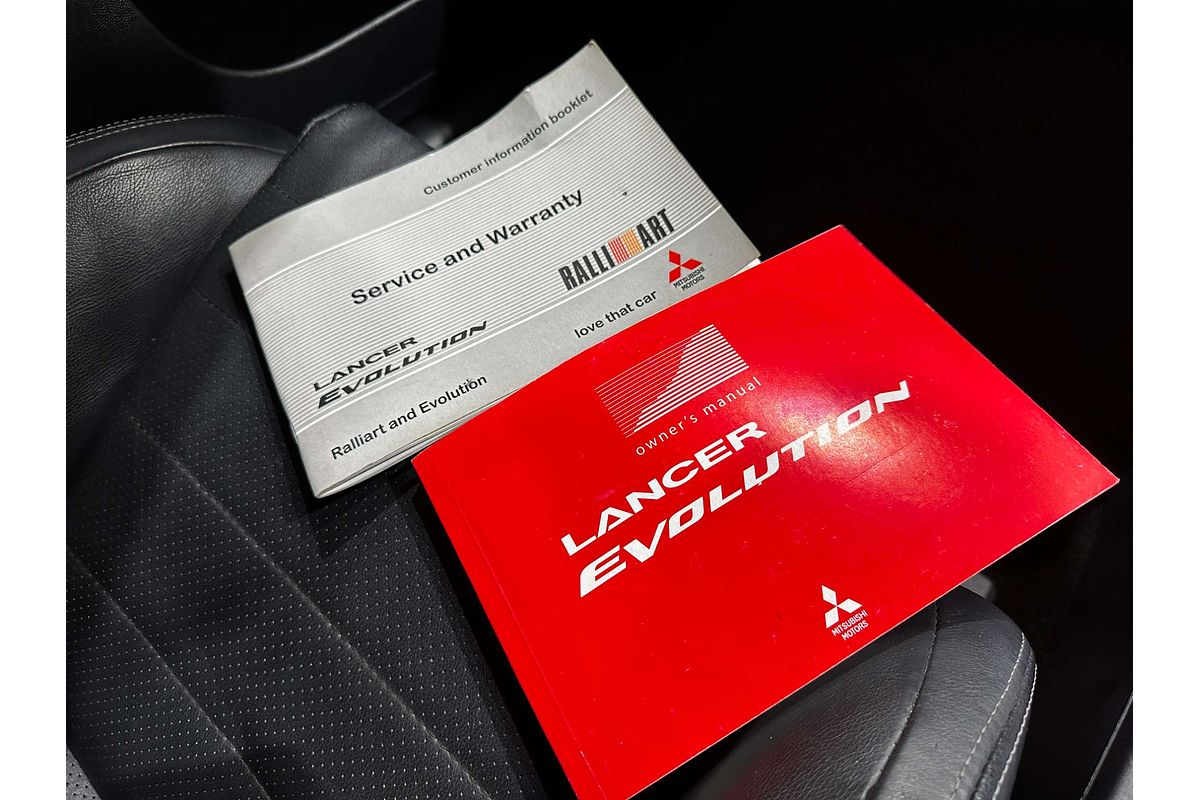 Customer information booklet
Service and Warranty
RALLIART
MITSUBISHI
MOTORS
LANCER
EVOLUTION
love that car
Ralliart and Evolution
owner's manual
LANCER
EVOLUTION
MITSUBISHI
MOTORS